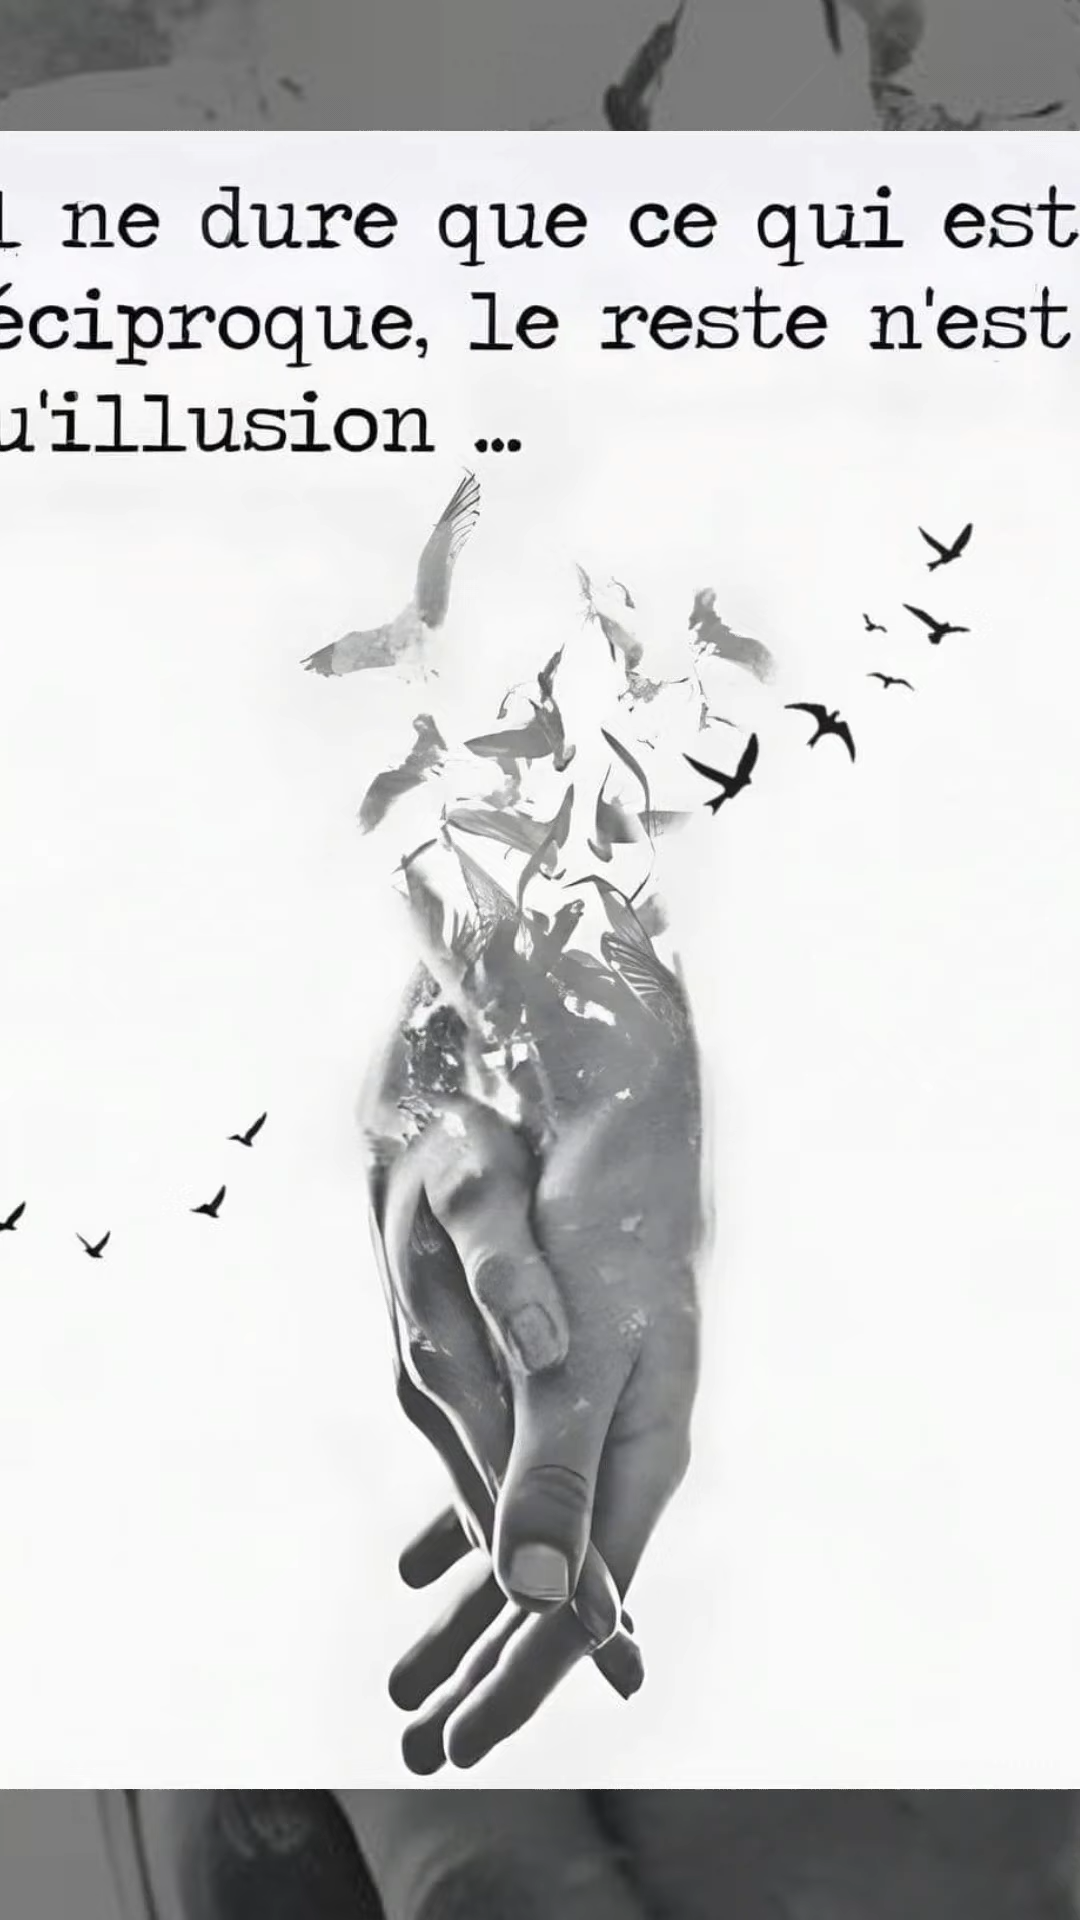 l ne dure que ce qui est
éciproque, le reste n'est
u'illusion ...